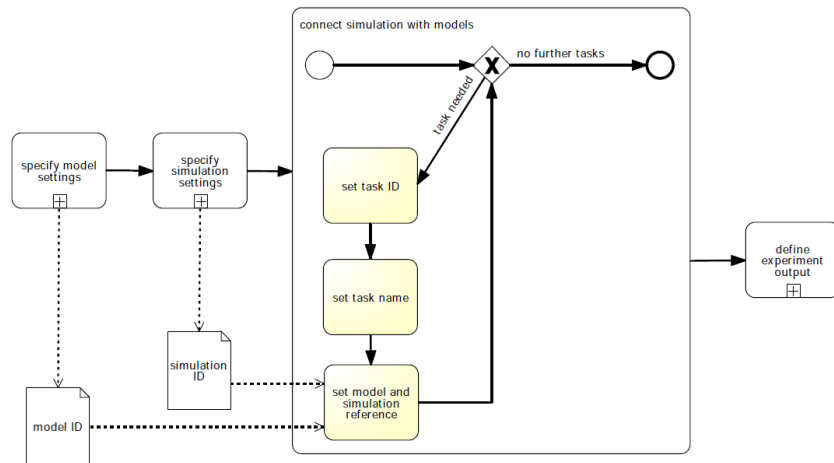 connect simulation with models
no further tasks
task needed
specify model
settings
specify
simulation
settings
set task ID
define
experiment
output
set task name
simulation
ID
set model and
simulation
reference
model ID